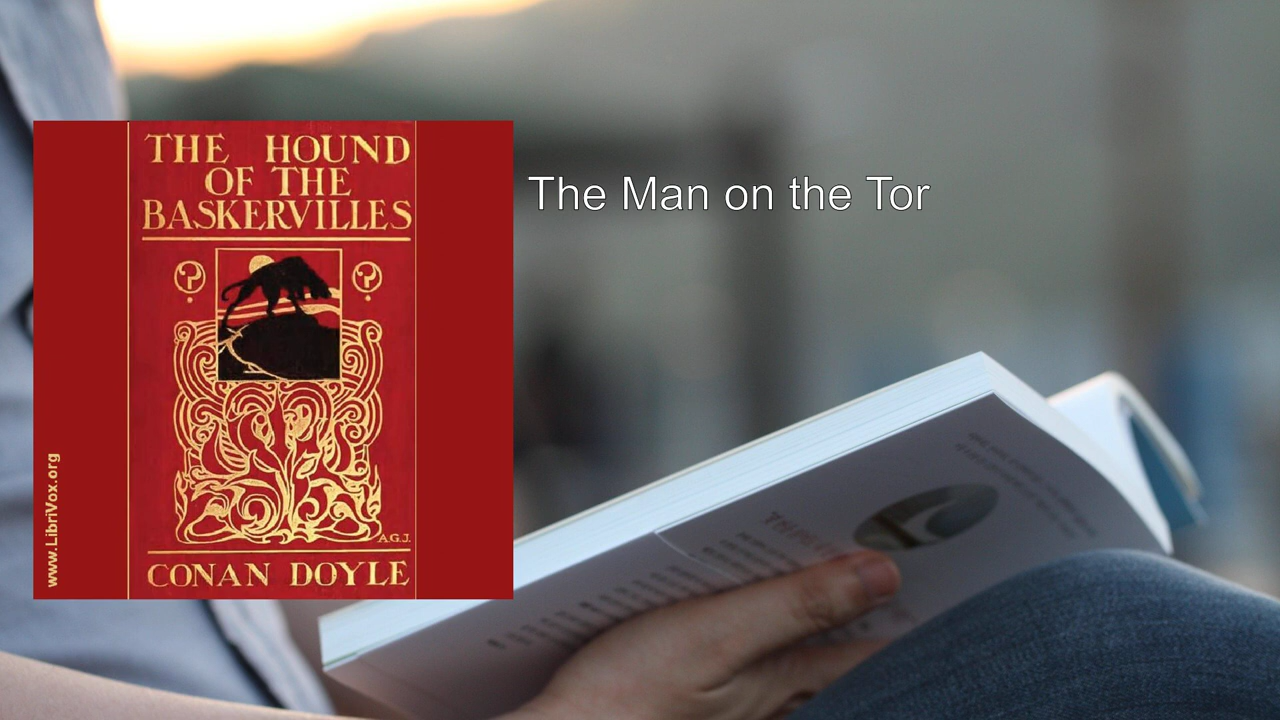 THE HOUND
OF THE
BASKERVILLES
? ?
A.G.J.
CONAN DOYLE
www.LibriVox.org
The Man on the Tor